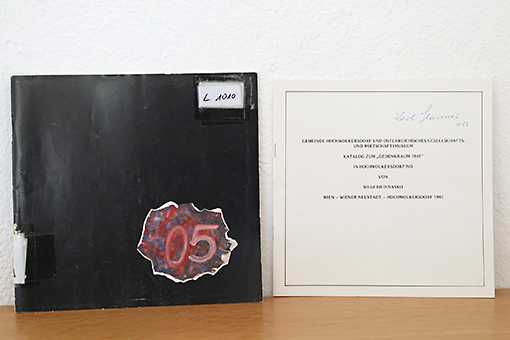 L 1010
05
GEMEINDE HOCHWOLKERSDORF UND ÖSTERREICHISCHES GESELLSCHAFTS-
UND WIRTSCHAFTSMUSEUM
KATALOG ZUM „GEDENKRAUM 1945"
IN HOCHWOLKERSDORF/NÖ
VON
SIEGFRIED NASKO
WIEN – WIENER NEUSTADT – HOCHWOLKERSDORF 1981